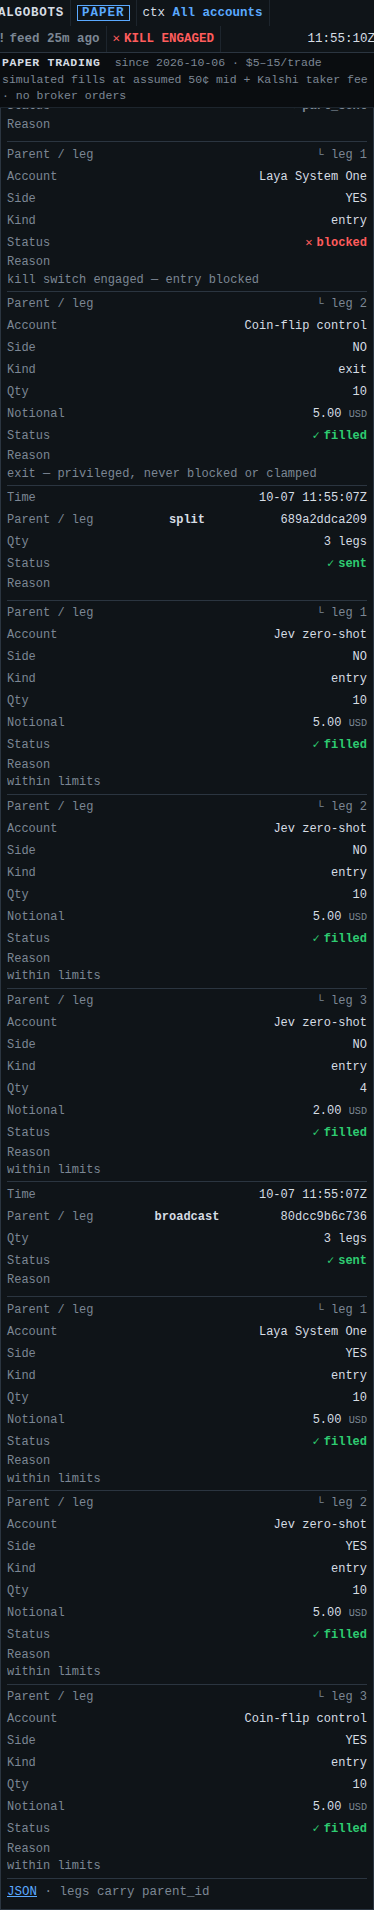 ALGOBOTS PAPER ctx All accounts
! feed 25m ago ✕ KILL ENGAGED 11:55:10Z
PAPER TRADING since 2026-10-06 · $5–15/trade
simulated fills at assumed 50¢ mid + Kalshi taker fee
· no broker orders
Reason
Parent / leg └ leg 1
Account Laya System One
Side YES
Kind entry
Status ✕ blocked
Reason
kill switch engaged — entry blocked
Parent / leg └ leg 2
Account Coin-flip control
Side NO
Kind exit
Qty 10
Notional 5.00 USD
Status ✓ filled
Reason
exit — privileged, never blocked or clamped
Time 10-07 11:55:07Z
Parent / leg split 689a2ddca209
Qty 3 legs
Status ✓ sent
Reason
Parent / leg └ leg 1
Account Jev zero-shot
Side NO
Kind entry
Qty 10
Notional 5.00 USD
Status ✓ filled
Reason
within limits
Parent / leg └ leg 2
Account Jev zero-shot
Side NO
Kind entry
Qty 10
Notional 5.00 USD
Status ✓ filled
Reason
within limits
Parent / leg └ leg 3
Account Jev zero-shot
Side NO
Kind entry
Qty 4
Notional 2.00 USD
Status ✓ filled
Reason
within limits
Time 10-07 11:55:07Z
Parent / leg broadcast 80dcc9b6c736
Qty 3 legs
Status ✓ sent
Reason
Parent / leg └ leg 1
Account Laya System One
Side YES
Kind entry
Qty 10
Notional 5.00 USD
Status ✓ filled
Reason
within limits
Parent / leg └ leg 2
Account Jev zero-shot
Side YES
Kind entry
Qty 10
Notional 5.00 USD
Status ✓ filled
Reason
within limits
Parent / leg └ leg 3
Account Coin-flip control
Side YES
Kind entry
Qty 10
Notional 5.00 USD
Status ✓ filled
Reason
within limits
JSON · legs carry parent_id